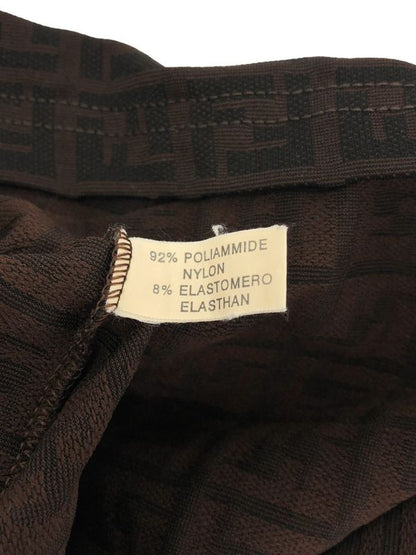 92% POLIAMMIDE
NYLON
8% ELASTOMERO
ELASTHAN